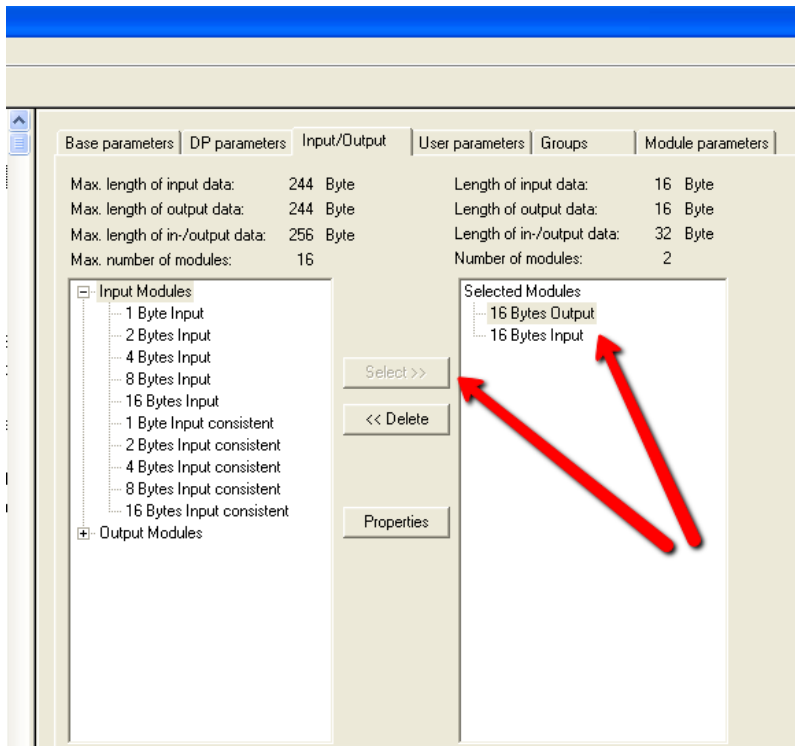 Base parameters DP parameters Input/Output User parameters Groups Module parameters
Max. length of input data: 244 Byte
Max. length of output data: 244 Byte
Max. length of in-/output data: 256 Byte
Max. number of modules: 16
Length of input data: 16 Byte
Length of output data: 16 Byte
Length of in-/output data: 32 Byte
Number of modules: 2
Input Modules
1 Byte Input
2 Bytes Input
4 Bytes Input
8 Bytes Input
16 Bytes Input
1 Byte Input consistent
2 Bytes Input consistent
4 Bytes Input consistent
8 Bytes Input consistent
16 Bytes Input consistent
Output Modules
Select >>
<< Delete
Properties
Selected Modules
16 Bytes Output
16 Bytes Input